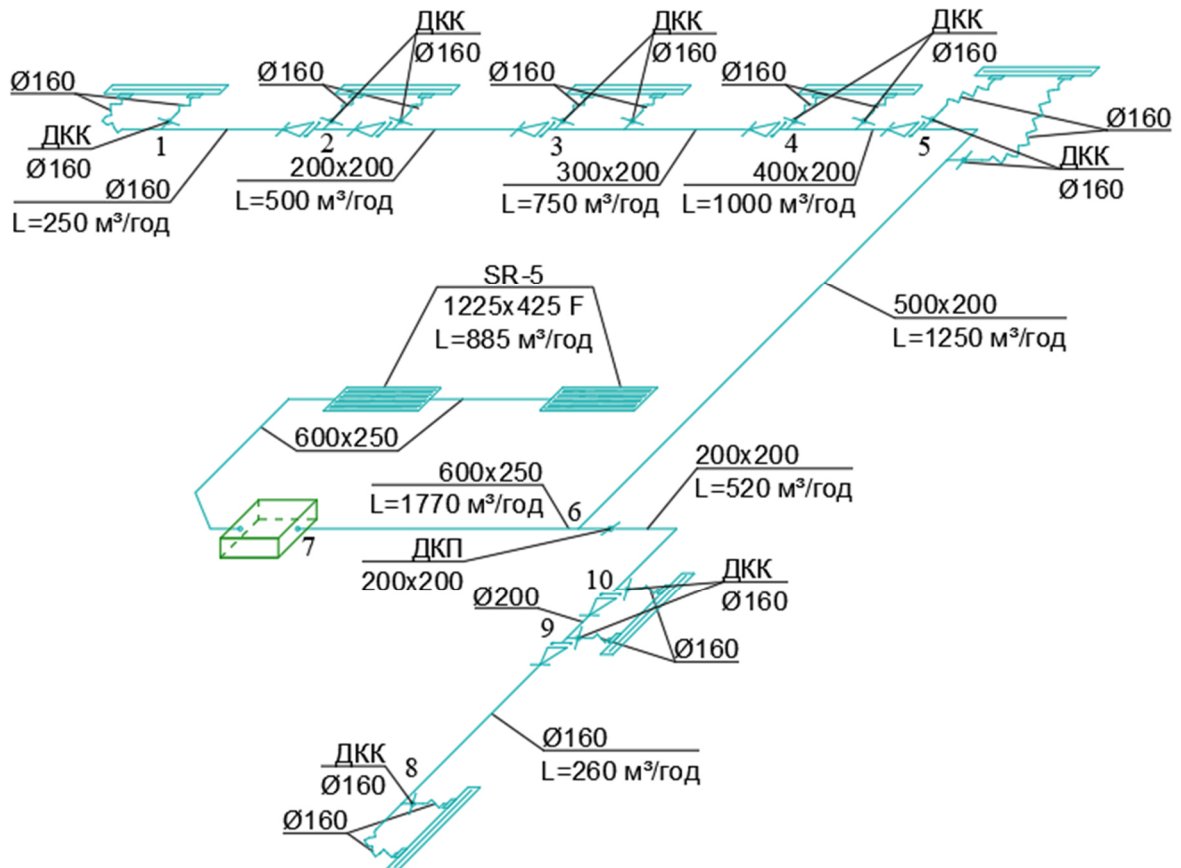 ДКК
Ø160
ДКК
Ø160
ДКК
Ø160
Ø160
Ø160
Ø160
Ø160
ДКК
Ø160
1
2
3
4
5
Ø160
ДКК
Ø160
Ø160
L=250 м³/год
200x200
L=500 м³/год
300x200
L=750 м³/год
400x200
L=1000 м³/год
SR-5
1225x425 F
L=885 м³/год
500x200
L=1250 м³/год
600x250
600x250
L=1770 м³/год
6
200x200
L=520 м³/год
7
ДКП
200x200
10
ДКК
Ø160
Ø200
9
Ø160
Ø160
L=260 м³/год
ДКК
Ø160
8
Ø160